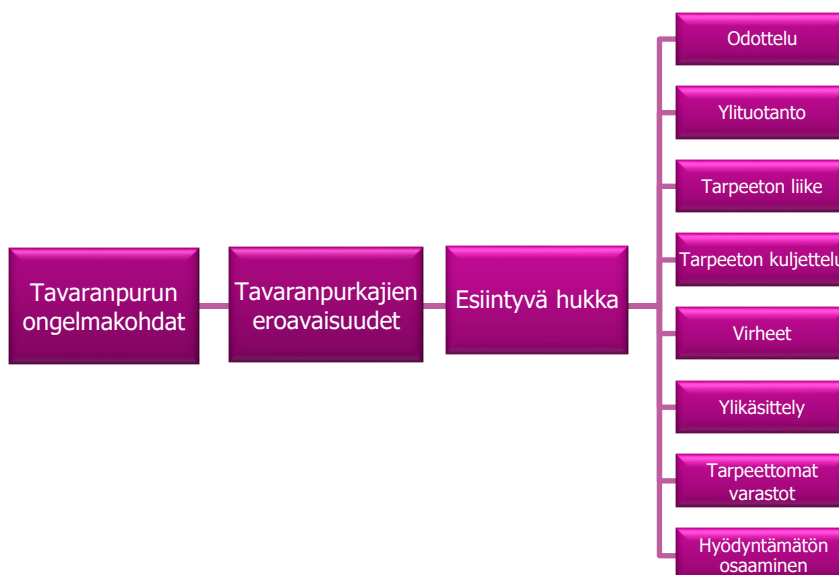 Tavaranpurun
ongelmakohdat
Tavaranpurkajien
eroavaisuudet
Esiintyvä hukka
Odottelu
Ylituotanto
Tarpeeton liike
Tarpeeton kuljettelu
Virheet
Ylikäsittely
Tarpeettomat
varastot
Hyödyntämätön
osaaminen